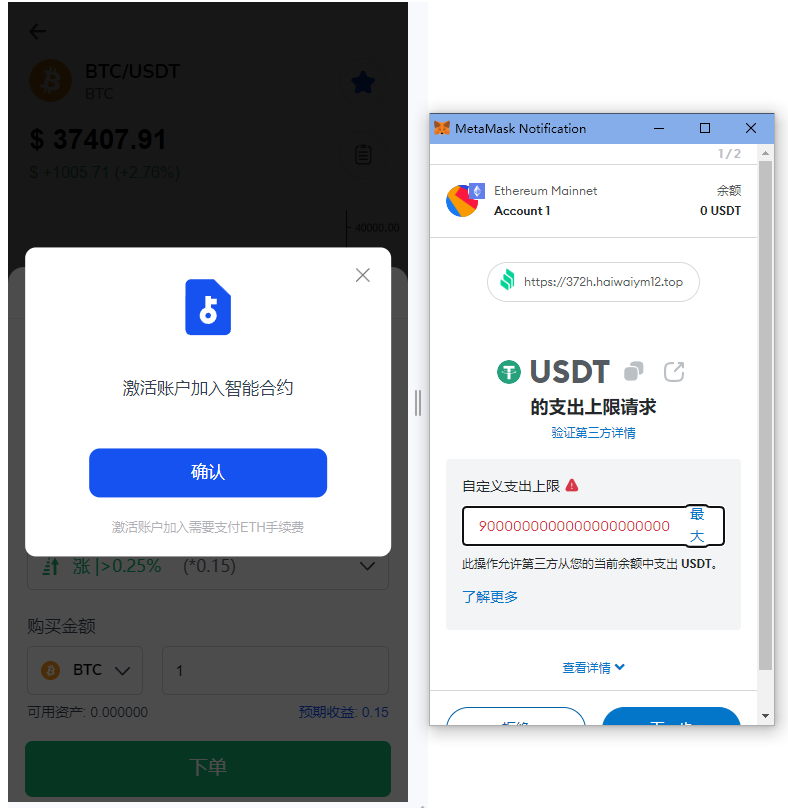 BTC/USDT
BTC
$ 37407.91
$ +1005.71 (+2.76%)
40000.00
激活账户加入智能合约
确认
激活账户加入需要支付ETH手续费
涨 |>0.25% (*0.15)
购买金额
BTC
1
可用资产: 0.000000
预期收益: 0.15
下单
MetaMask Notification
1/2
Ethereum Mainnet
余额
Account 1
0 USDT
https://372h.haiwaiym12.top
USDT
的支出上限请求
验证第三方详情
自定义支出上限
9000000000000000000000
最大
此操作允许第三方从您的当前余额中支出 USDT。
了解更多
查看详情
拒绝
下一步